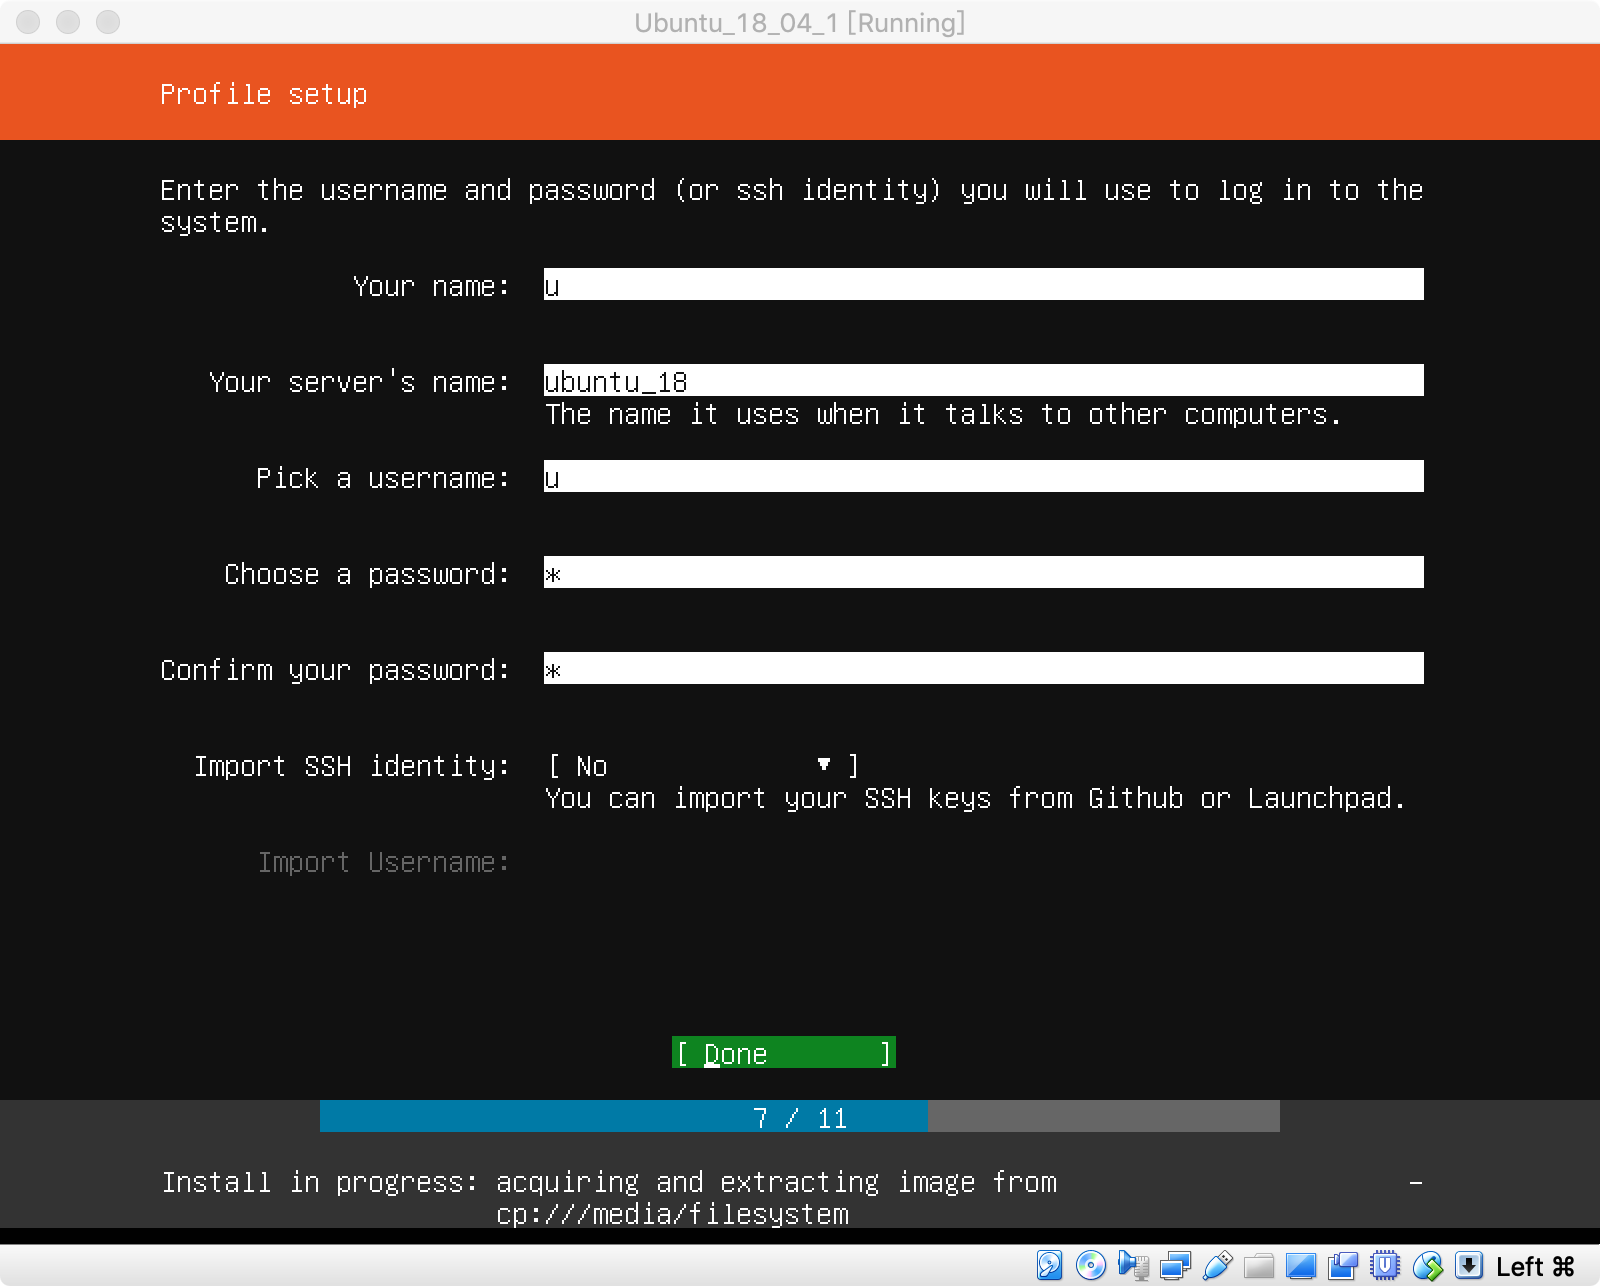 Ubuntu_18_04_1 [Running]
Profile setup
Enter the username and password (or ssh identity) you will use to log in to the
system.
Your name: u
Your server's name: ubuntu_18
The name it uses when it talks to other computers.
Pick a username: u
Choose a password: *
Confirm your password: *
Import SSH identity: [ No ▾ ]
You can import your SSH keys from Github or Launchpad.
Import Username:
[ Done ]
7 / 11
Install in progress: acquiring and extracting image from -
cp:///media/filesystem
Left ⌘